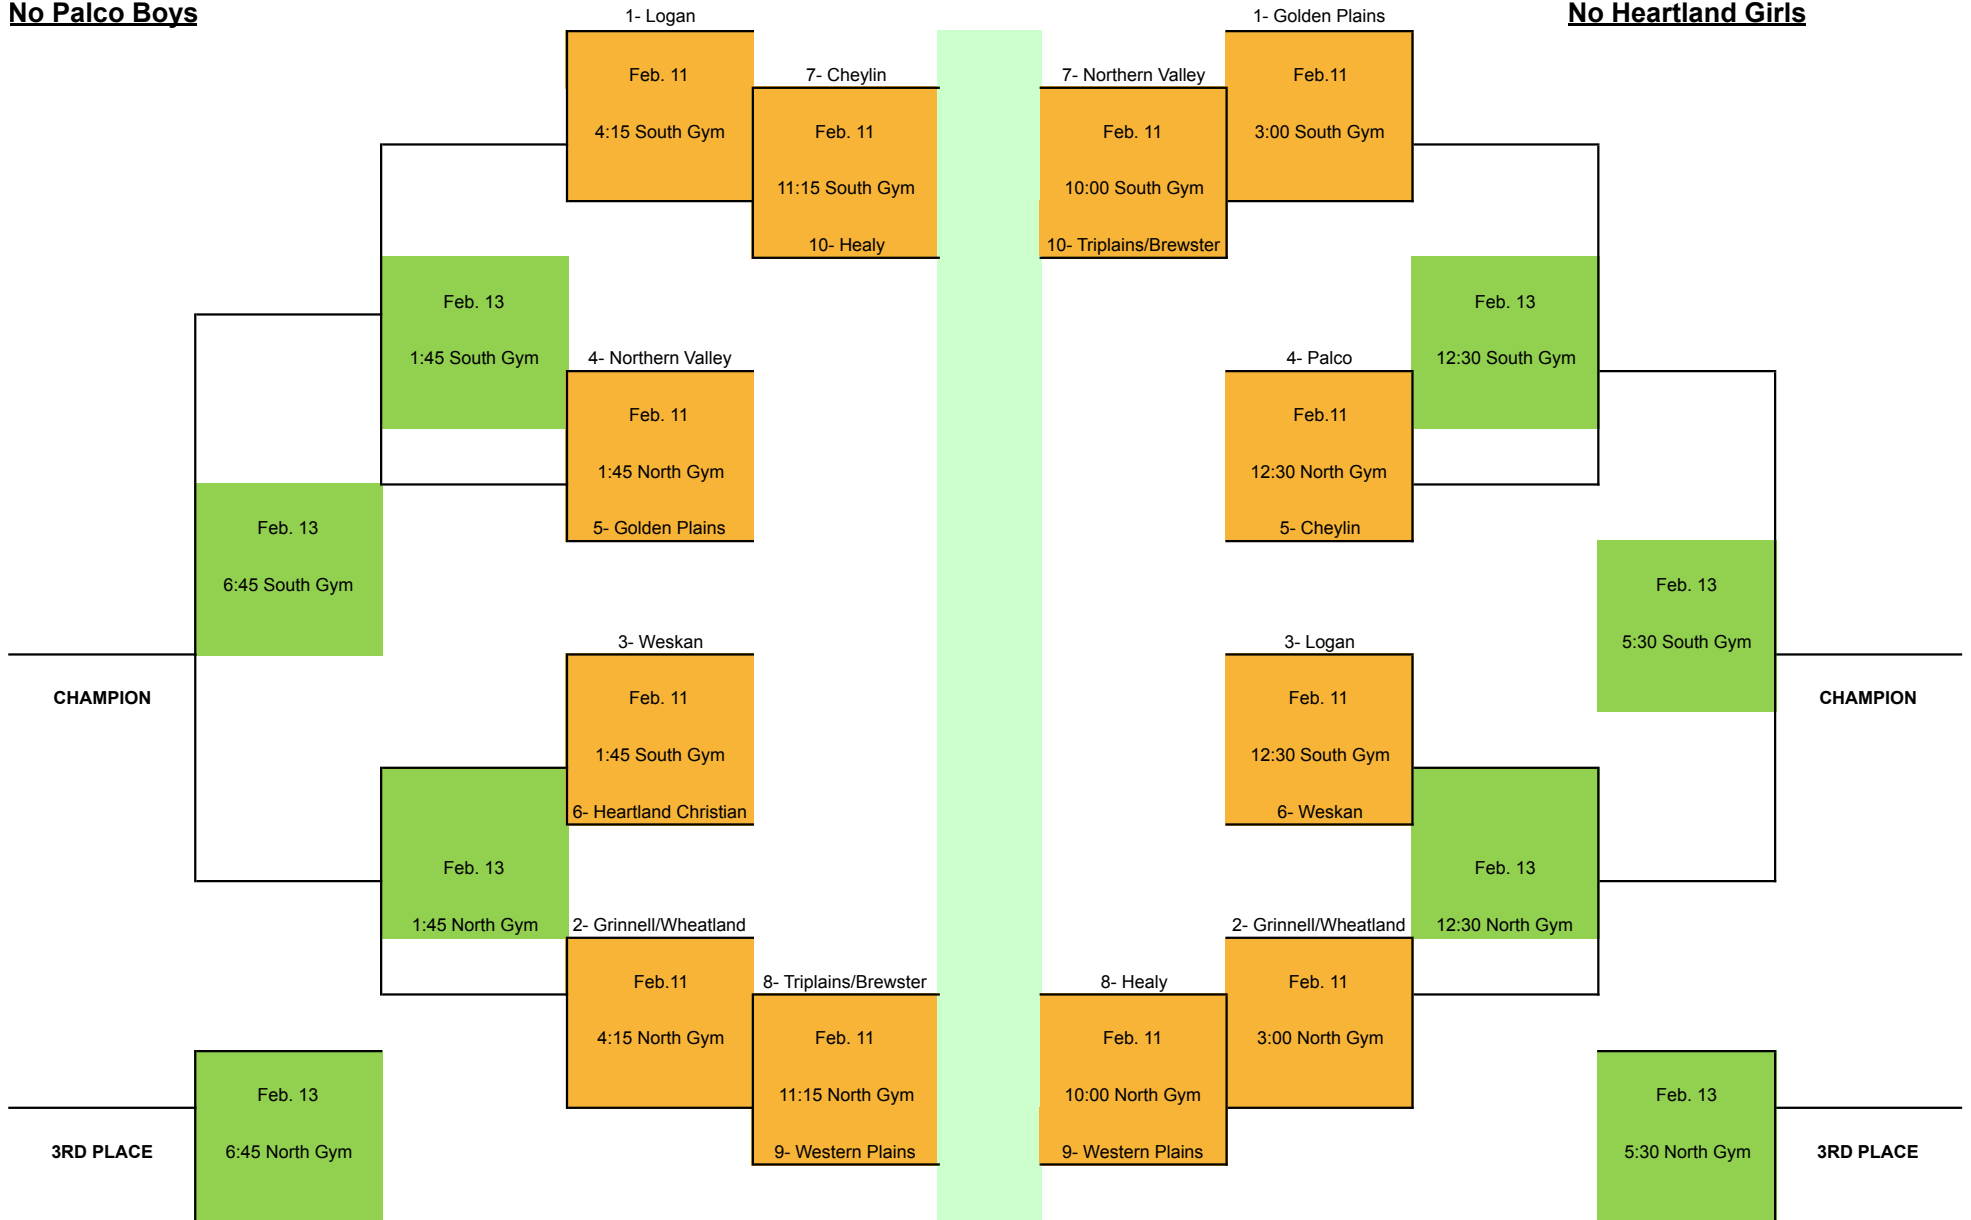 No Palco Boys
No Heartland Girls
1- Logan
1- Golden Plains
Feb. 11
7- Cheylin
7- Northern Valley
Feb.11
4:15 South Gym
Feb. 11
Feb. 11
3:00 South Gym
11:15 South Gym
10:00 South Gym
10- Healy
10- Triplains/Brewster
Feb. 13
Feb. 13
1:45 South Gym
4- Northern Valley
4- Palco
12:30 South Gym
Feb. 11
Feb.11
1:45 North Gym
12:30 North Gym
Feb. 13
5- Golden Plains
5- Cheylin
6:45 South Gym
Feb. 13
3- Weskan
3- Logan
5:30 South Gym
CHAMPION
Feb. 11
Feb. 11
CHAMPION
1:45 South Gym
12:30 South Gym
6- Heartland Christian
6- Weskan
Feb. 13
Feb. 13
1:45 North Gym
2- Grinnell/Wheatland
2- Grinnell/Wheatland
12:30 North Gym
Feb.11
8- Triplains/Brewster
8- Healy
Feb. 11
4:15 North Gym
Feb. 11
Feb. 11
3:00 North Gym
Feb. 13
11:15 North Gym
10:00 North Gym
Feb. 13
3RD PLACE
6:45 North Gym
9- Western Plains
9- Western Plains
5:30 North Gym
3RD PLACE